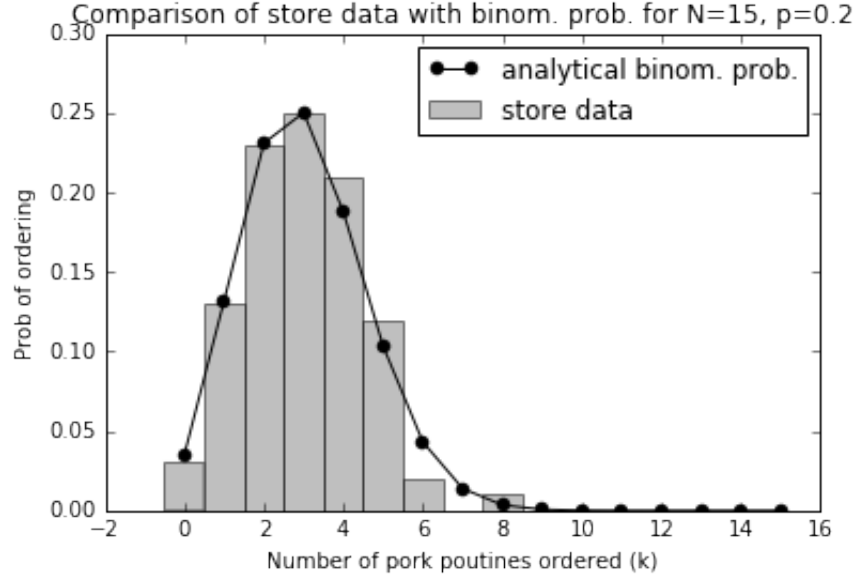 Comparison of store data with binom. prob. for N=15, p=0.2
0.30
0.25
0.20
0.15
0.10
0.05
0.00
Prob of ordering
analytical binom. prob.
store data
−2 0 2 4 6 8 10 12 14 16
Number of pork poutines ordered (k)